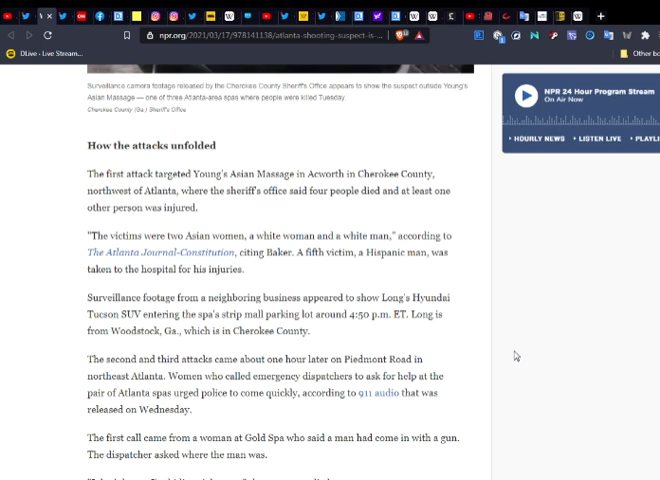 npr.org/2021/03/17/978141138/atlanta-shooting-suspect-is-...
DLive - Live Stream...
Other bo
Surveillance camera footage released by the Cherokee County Sheriff's Office appears to show the suspect outside Young's
Asian Massage — one of three Atlanta-area spas where people were killed Tuesday.
Cherokee County (Ga.) Sheriff's Office
NPR 24 Hour Program Stream
On Air Now
• HOURLY NEWS • LISTEN LIVE • PLAYLI
How the attacks unfolded
The first attack targeted Young's Asian Massage in Acworth in Cherokee County,
northwest of Atlanta, where the sheriff's office said four people died and at least one
other person was injured.
"The victims were two Asian women, a white woman and a white man," according to
The Atlanta Journal-Constitution, citing Baker. A fifth victim, a Hispanic man, was
taken to the hospital for his injuries.
Surveillance footage from a neighboring business appeared to show Long's Hyundai
Tucson SUV entering the spa's strip mall parking lot around 4:50 p.m. ET. Long is
from Woodstock, Ga., which is in Cherokee County.
The second and third attacks came about one hour later on Piedmont Road in
northeast Atlanta. Women who called emergency dispatchers to ask for help at the
pair of Atlanta spas urged police to come quickly, according to 911 audio that was
released on Wednesday.
The first call came from a woman at Gold Spa who said a man had come in with a gun.
The dispatcher asked where the man was.